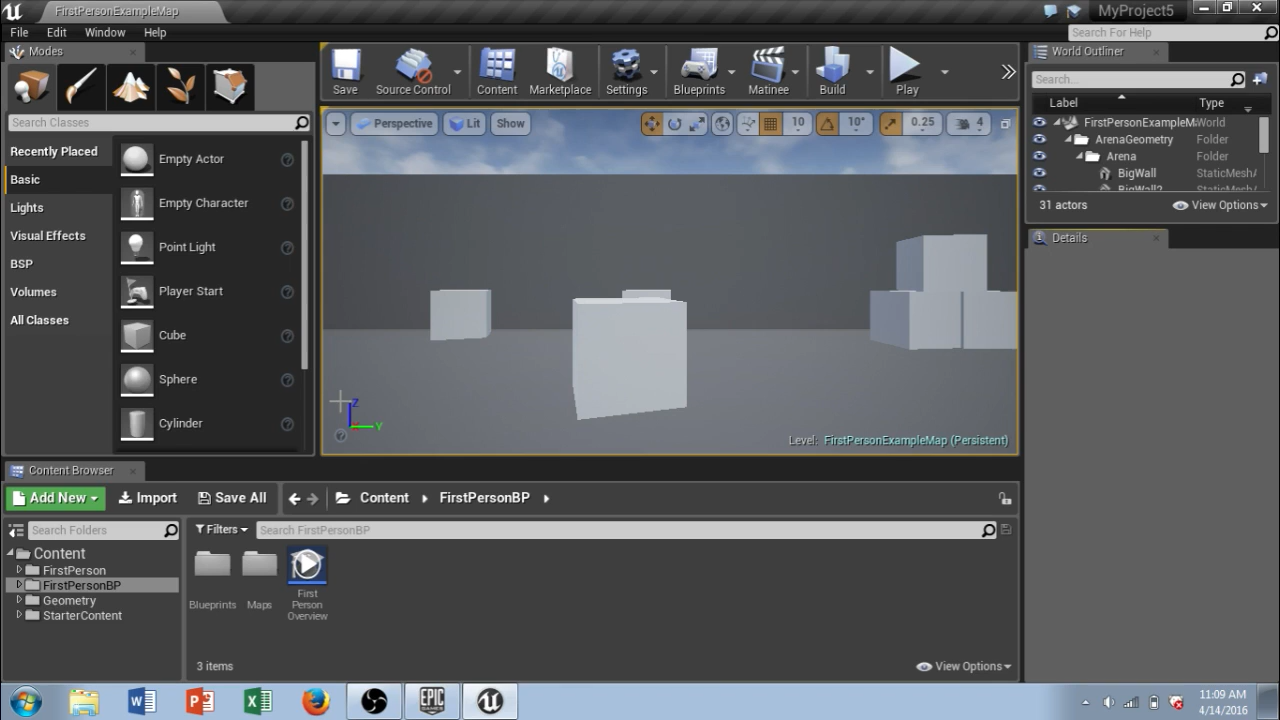 FirstPersonExampleMap
MyProject5
File Edit Window Help
Search For Help
Modes
Search Classes
Recently Placed
Basic
Lights
Visual Effects
BSP
Volumes
All Classes
Empty Actor
Empty Character
Point Light
Player Start
Cube
Sphere
Cylinder
Save Source Control Content Marketplace Settings Blueprints Matinee Build Play
Perspective Lit Show 10 10° 0.25 4
Z
Y
Level: FirstPersonExampleMap (Persistent)
World Outliner
Search...
Label Type
FirstPersonExampleMa World
ArenaGeometry Folder
Arena Folder
BigWall StaticMeshA
BigWall2 StaticMeshA
31 actors View Options
Details
Content Browser
Add New Import Save All Content FirstPersonBP
Search Folders
Content
FirstPerson
FirstPersonBP
Geometry
StarterContent
Filters Search FirstPersonBP
Blueprints Maps
First
Person
Overview
3 items View Options
EPIC
GAMES
11:09 AM
4/14/2016